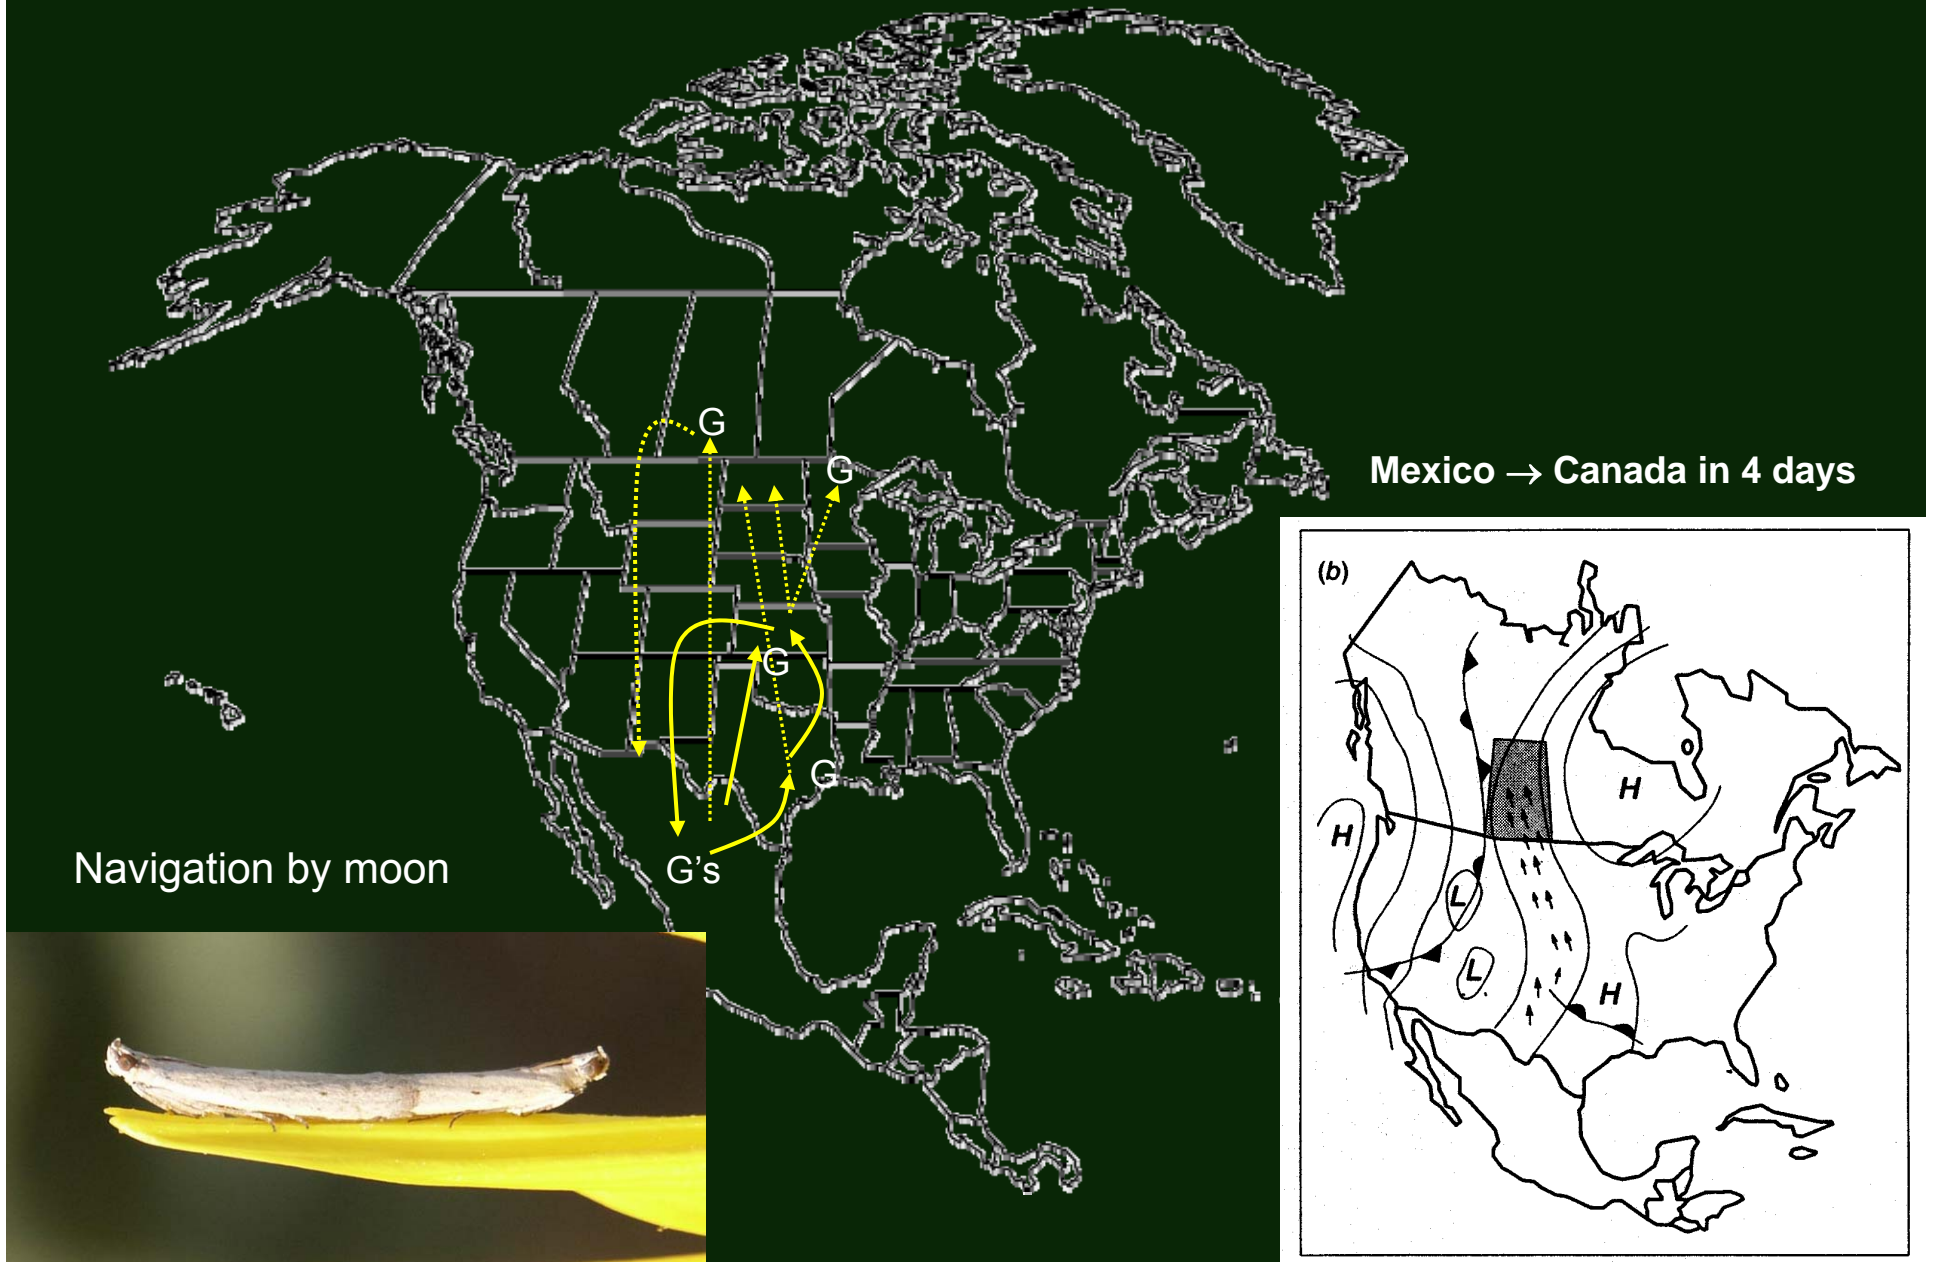 G
G
Mexico → Canada in 4 days
(b)
G
G
H
H
Navigation by moon
G's
L
L
H